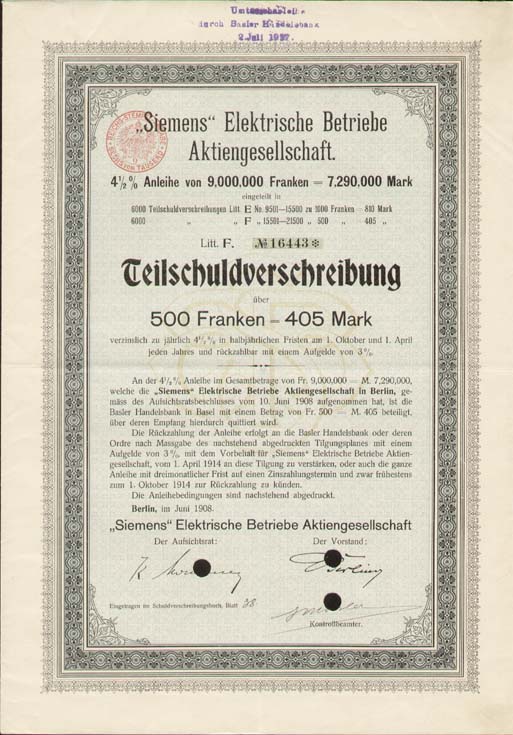 durch Basler Handelsbank
2 Juli 1917.
„Siemens“ Elektrische Betriebe
Aktiengesellschaft.
4 1/2 % Anleihe von 9,000,000 Franken = 7,290,000 Mark
eingeteilt in
6000 Teilschuldverschreibungen Litt. E No. 9501—15500 zu 1000 Franken = 810 Mark
6000 „ „ F „ 15501—21500 „ 500 „ 405 „
Litt. F. № 16443
Teilschuldverschreibung
über
500 Franken = 405 Mark
verzinslich zu jährlich 4 1/2 % in halbjährlichen Fristen am 1. Oktober und 1. April
jeden Jahres und rückzahlbar mit einem Aufgelde von 3 %.
An der 4 1/2 % Anleihe im Gesamtbetrage von Fr. 9,000,000 — M. 7,290,000,
welche die „Siemens“ Elektrische Betriebe Aktiengesellschaft in Berlin, ge-
mäss des Aufsichtsratsbeschlusses vom 10. Juni 1908 aufgenommen hat, ist die
Basler Handelsbank in Basel mit einem Betrag von Fr. 500 — M. 405 beteiligt,
über deren Empfang hierdurch quittiert wird.
Die Rückzahlung der Anleihe erfolgt an die Basler Handelsbank oder deren
Ordre nach Massgabe des nachstehend abgedruckten Tilgungsplanes mit einem
Aufgelde von 3 % mit dem Vorbehalt für „Siemens“ Elektrische Betriebe Aktien-
gesellschaft, vom 1. April 1914 an diese Tilgung zu verstärken, oder auch die ganze
Anleihe mit dreimonatlicher Frist auf einen Zinszahlungstermin und zwar frühestens
zum 1. Oktober 1914 zur Rückzahlung zu künden.
Die Anleihebedingungen sind nachstehend abgedruckt.
Berlin, im Juni 1908.
„Siemens“ Elektrische Betriebe Aktiengesellschaft
Der Aufsichtsrat: Der Vorstand:
Eingetragen im Schuldverschreibungsbuch, Blatt 38
Kontrollbeamter.